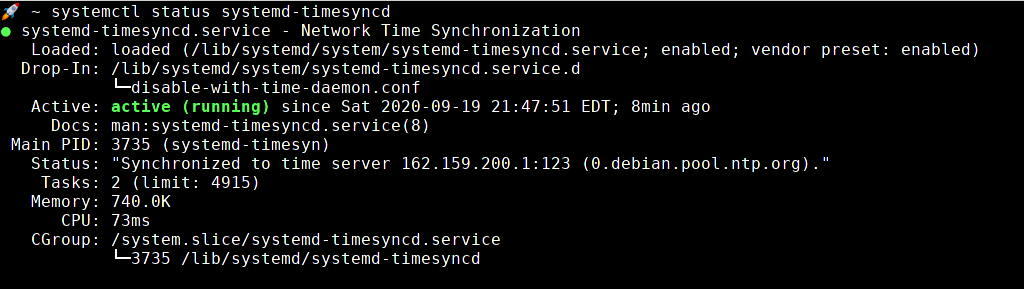 🚀 ~ systemctl status systemd-timesyncd
● systemd-timesyncd.service - Network Time Synchronization
   Loaded: loaded (/lib/systemd/system/systemd-timesyncd.service; enabled; vendor preset: enabled)
  Drop-In: /lib/systemd/system/systemd-timesyncd.service.d
           └─disable-with-time-daemon.conf
   Active: active (running) since Sat 2020-09-19 21:47:51 EDT; 8min ago
     Docs: man:systemd-timesyncd.service(8)
 Main PID: 3735 (systemd-timesyn)
   Status: "Synchronized to time server 162.159.200.1:123 (0.debian.pool.ntp.org)."
    Tasks: 2 (limit: 4915)
   Memory: 740.0K
      CPU: 73ms
   CGroup: /system.slice/systemd-timesyncd.service
           └─3735 /lib/systemd/systemd-timesyncd